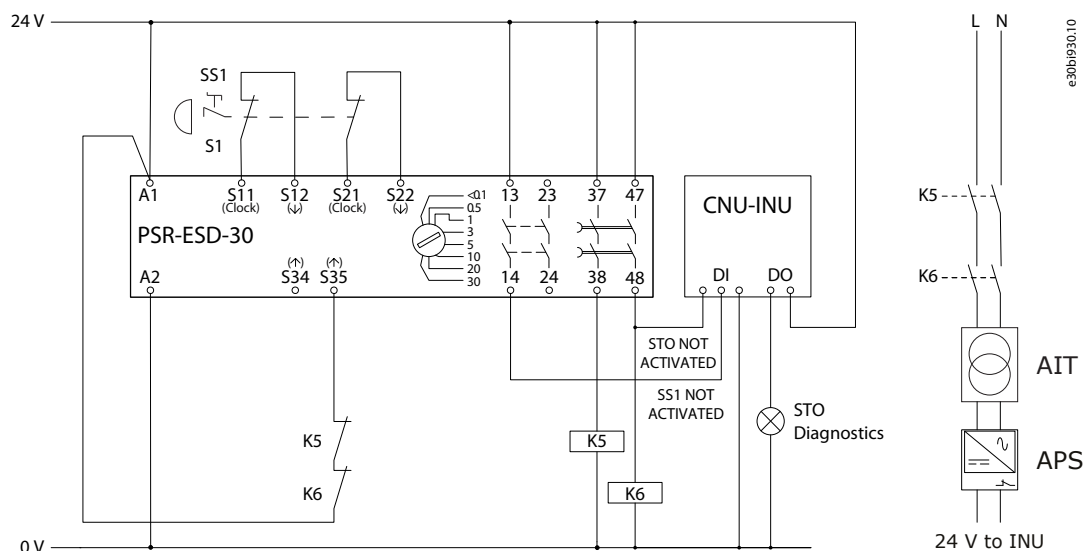 24 V
L N
e30bi930.10
SS1
S1
A1
S11
(Clock)
S12
(↓)
S21
(Clock)
S22
(↓)
<0.1
0.5
1
3
5
10
20
30
13
23
37
47
PSR-ESD-30
A2
(↑)
S34
(↑)
S35
14
24
38
48
CNU-INU
DI
DO
K5
K6
STO NOT
ACTIVATED
SS1 NOT
ACTIVATED
AIT
STO
Diagnostics
K5
K5
K6
K6
APS
0 V
24 V to INU